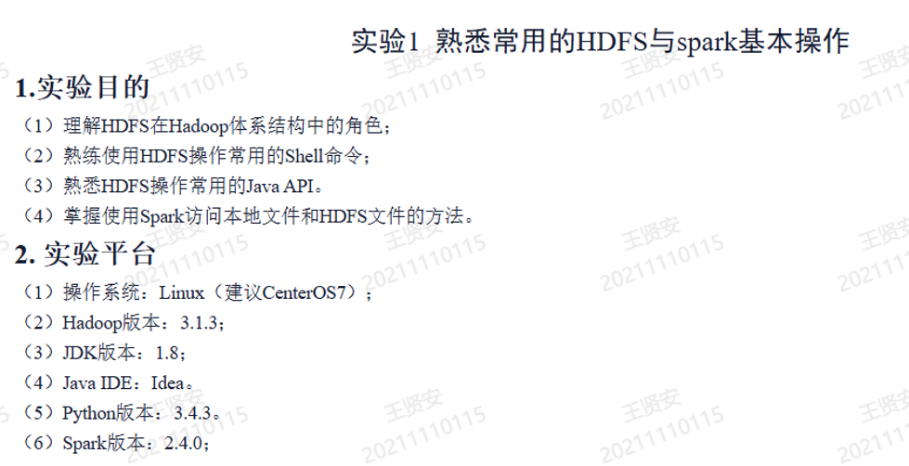 实验1 熟悉常用的HDFS与spark基本操作
1.实验目的
（1）理解HDFS在Hadoop体系结构中的角色；
（2）熟练使用HDFS操作常用的Shell命令；
（3）熟悉HDFS操作常用的Java API。
（4）掌握使用Spark访问本地文件和HDFS文件的方法。
2. 实验平台
（1）操作系统：Linux（建议CenterOS7）；
（2）Hadoop版本：3.1.3；
（3）JDK版本：1.8；
（4）Java IDE：Idea。
（5）Python版本：3.4.3。
（6）Spark版本：2.4.0；
王贤安
20211110115